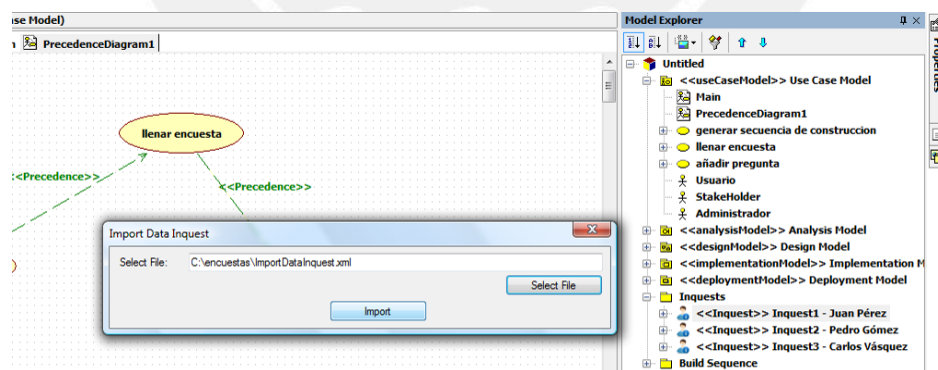 se Model)
PrecedenceDiagram1
llenar encuesta
<<Precedence>>
<<Precedence>>
Import Data Inquest
Select File:
C:\encuestas\ImportDataInquest.xml
Select File
Import
Model Explorer
Untitled
<<useCaseModel>> Use Case Model
Main
PrecedenceDiagram1
generar secuencia de construccion
llenar encuesta
añadir pregunta
Usuario
StakeHolder
Administrador
<<analysisModel>> Analysis Model
<<designModel>> Design Model
<<implementationModel>> Implementation M
<<deploymentModel>> Deployment Model
Inquests
<<Inquest>> Inquest1 - Juan Pérez
<<Inquest>> Inquest2 - Pedro Gómez
<<Inquest>> Inquest3 - Carlos Vásquez
Build Sequence
Properties